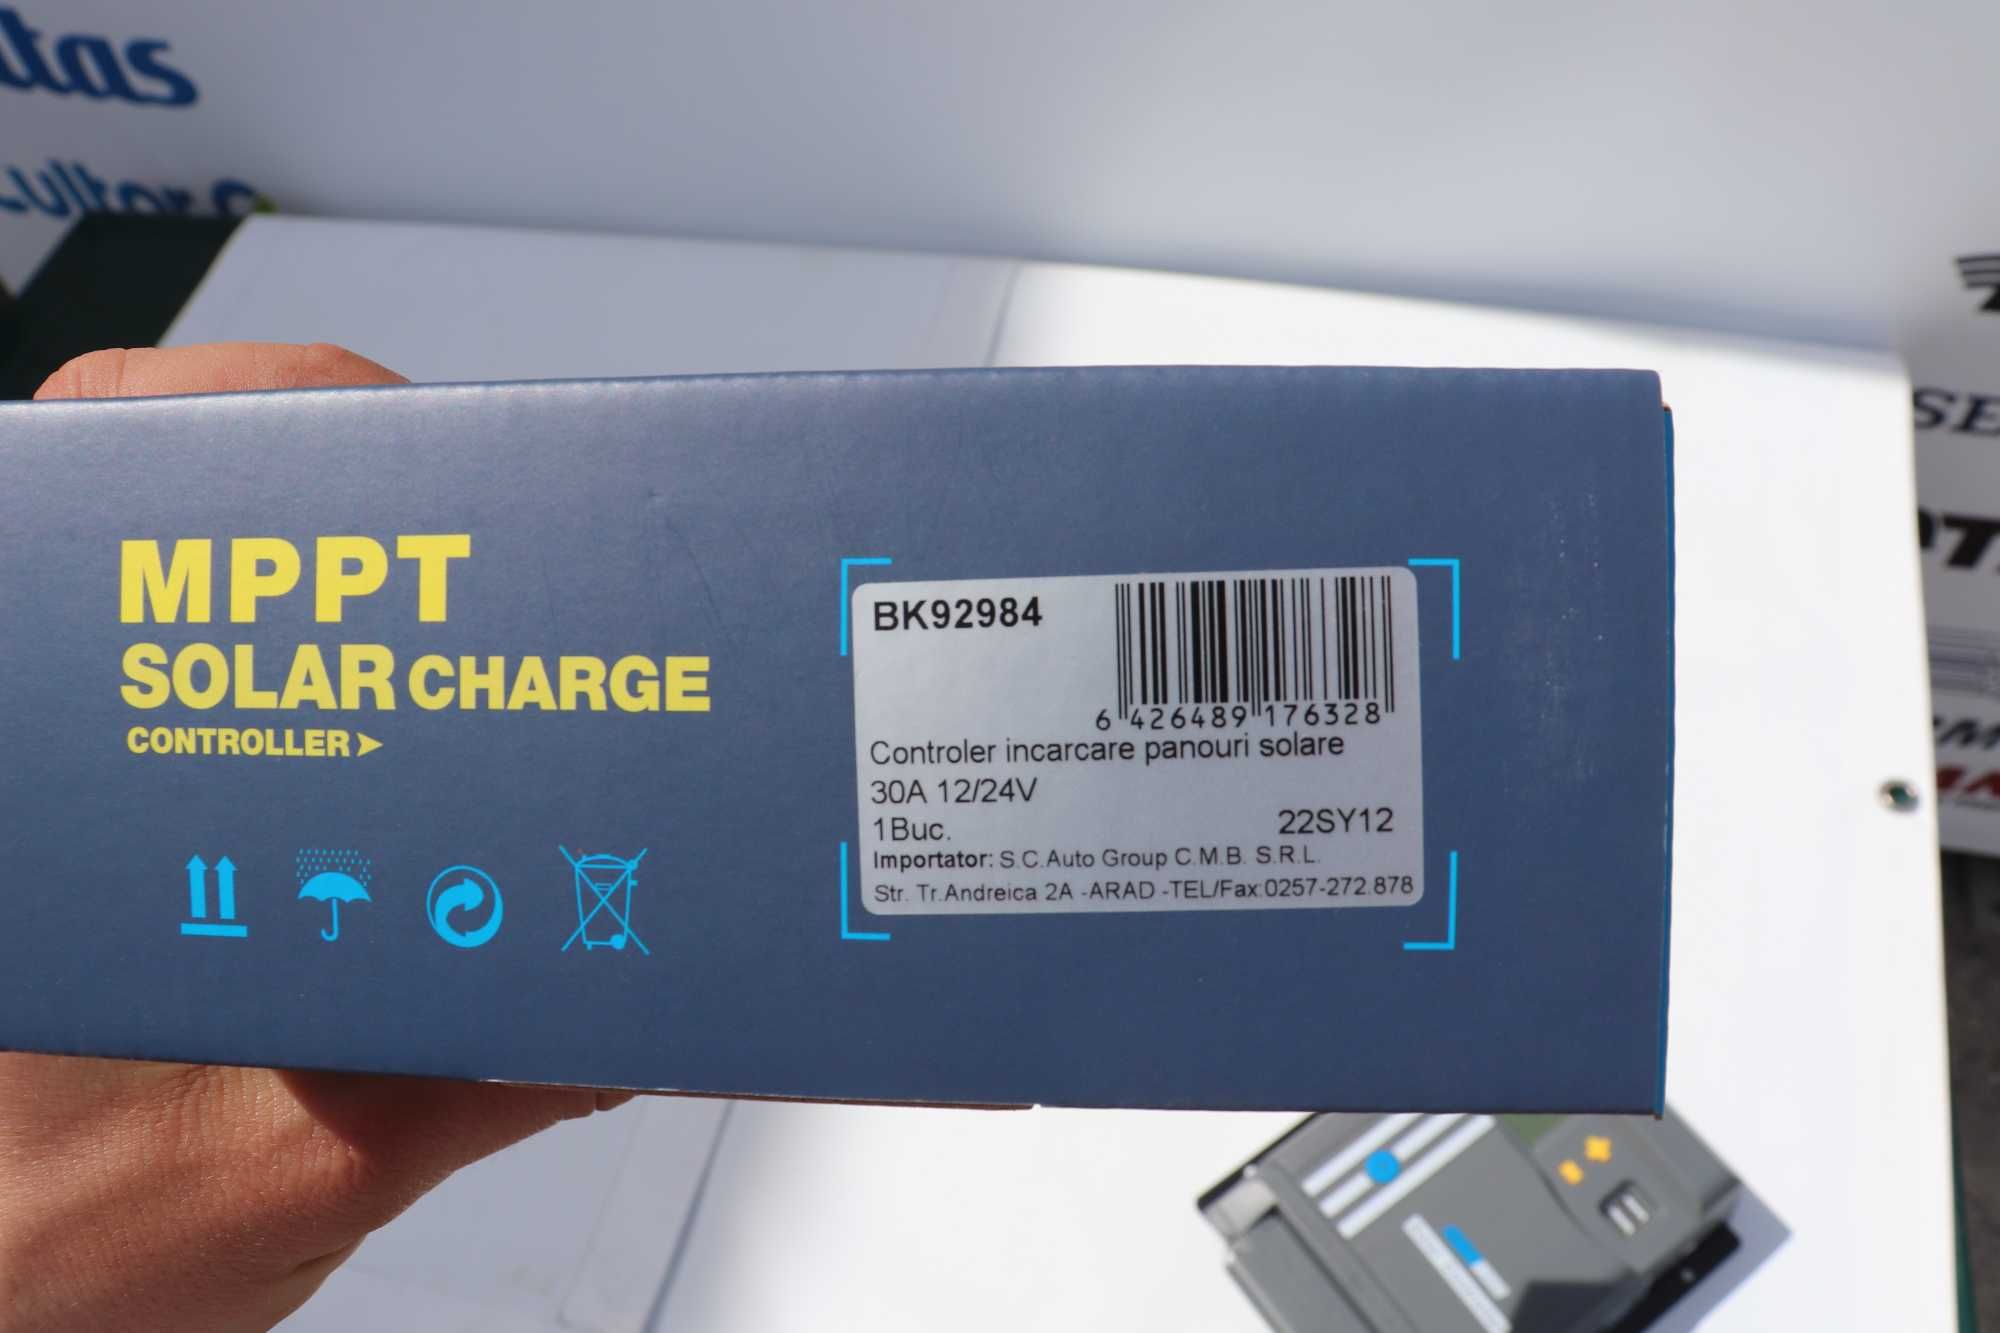 MPPT
SOLAR CHARGE
CONTROLLER
BK92984
6 426489 176328
Controler incarcare panouri solare
30A 12/24V
1Buc.
22SY12
Importator: S.C.Auto Group C.M.B. S.R.L.
Str. Tr.Andreica 2A -ARAD -TEL/Fax:0257-272.878